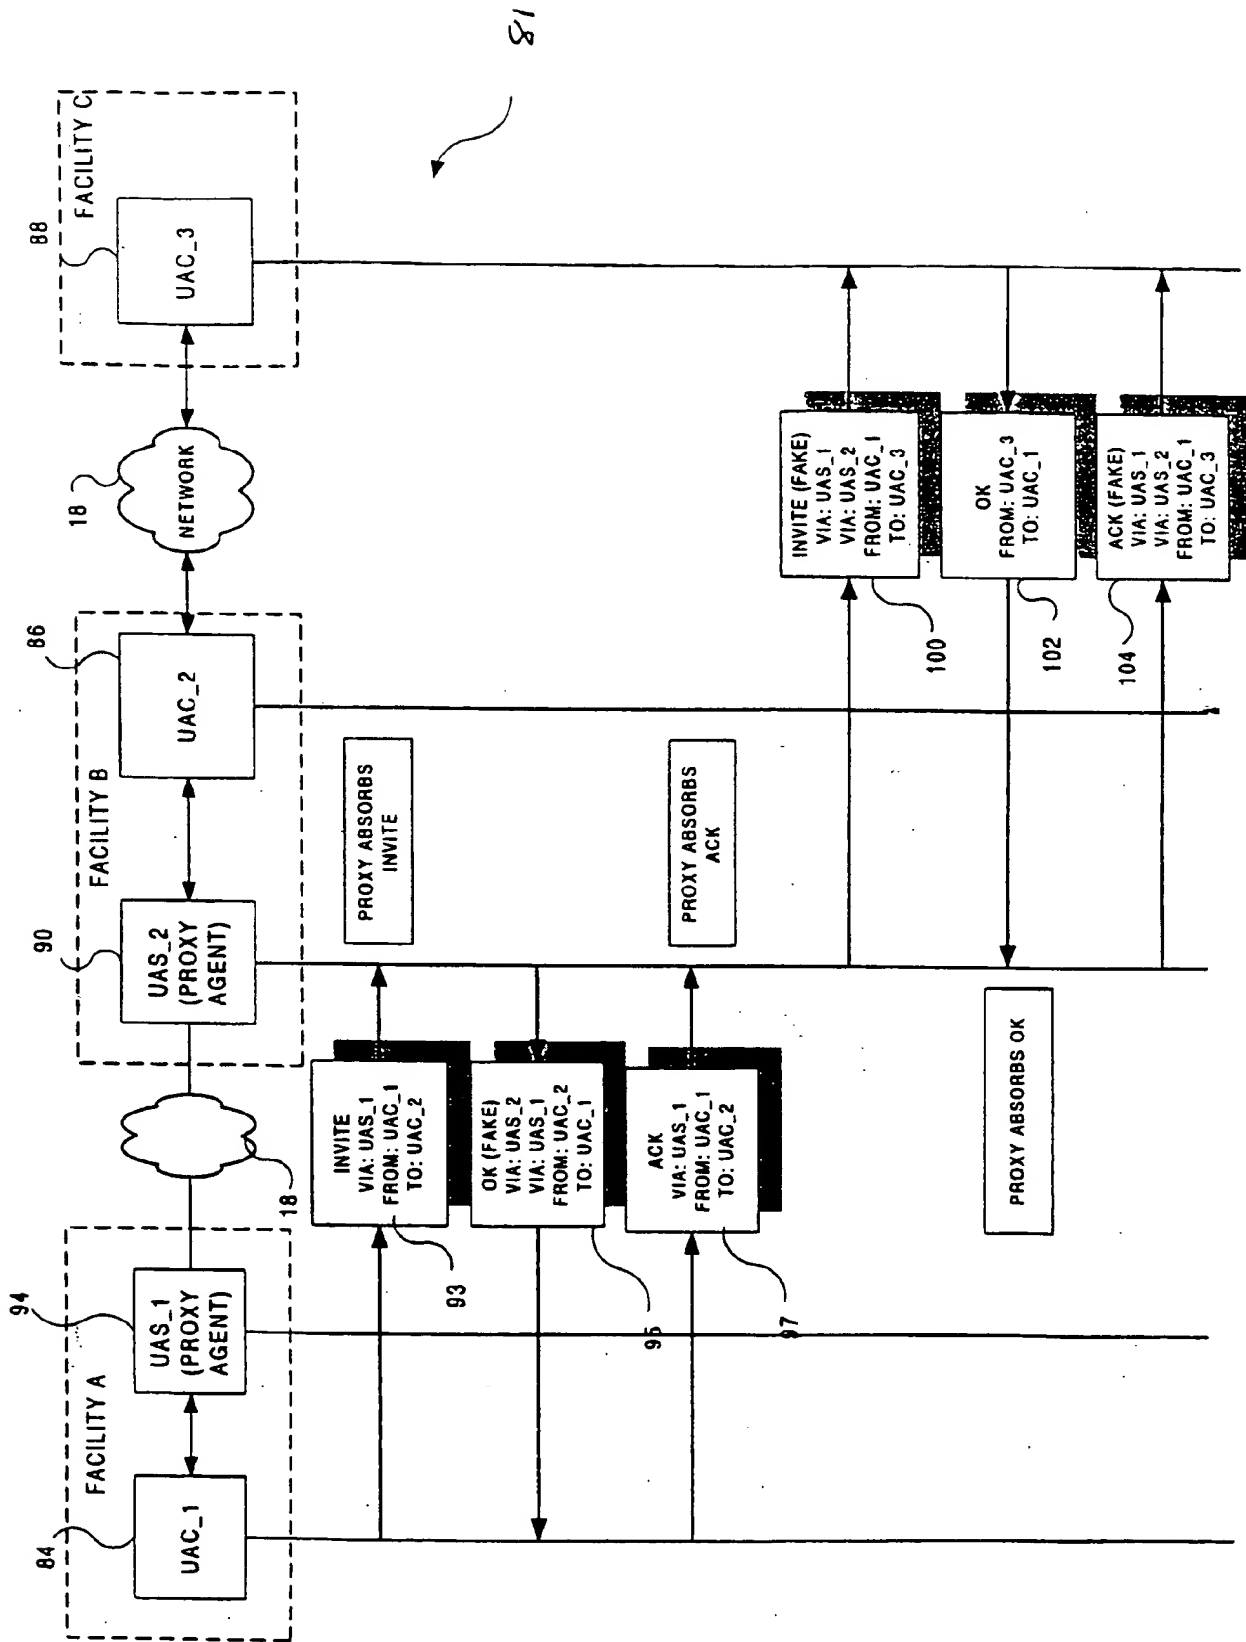 FACILITY A
84
UAC_1
94
UAS_1
(PROXY
AGENT)
18
FACILITY B
90
UAS_2
(PROXY
AGENT)
86
UAC_2
18
NETWORK
FACILITY C
88
UAC_3
18
INVITE
VIA: UAS_1
FROM: UAC_1
TO: UAC_2
93
PROXY ABSORBS
INVITE
OK (FAKE)
VIA: UAS_2
VIA: UAS_1
FROM: UAC_2
TO: UAC_1
95
ACK
VIA: UAS_1
FROM: UAC_1
TO: UAC_2
97
PROXY ABSORBS
ACK
INVITE (FAKE)
VIA: UAS_1
VIA: UAS_2
FROM: UAC_1
TO: UAC_3
100
PROXY ABSORBS OK
OK
FROM: UAC_3
TO: UAC_1
102
ACK (FAKE)
VIA: UAS_1
VIA: UAS_2
FROM: UAC_1
TO: UAC_3
104